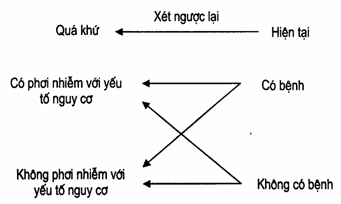 Xét ngược lại
Quá khứ
Hiện tại
Có phơi nhiễm với yếu
tố nguy cơ
Có bệnh
Không phơi nhiễm với
yếu tố nguy cơ
Không có bệnh